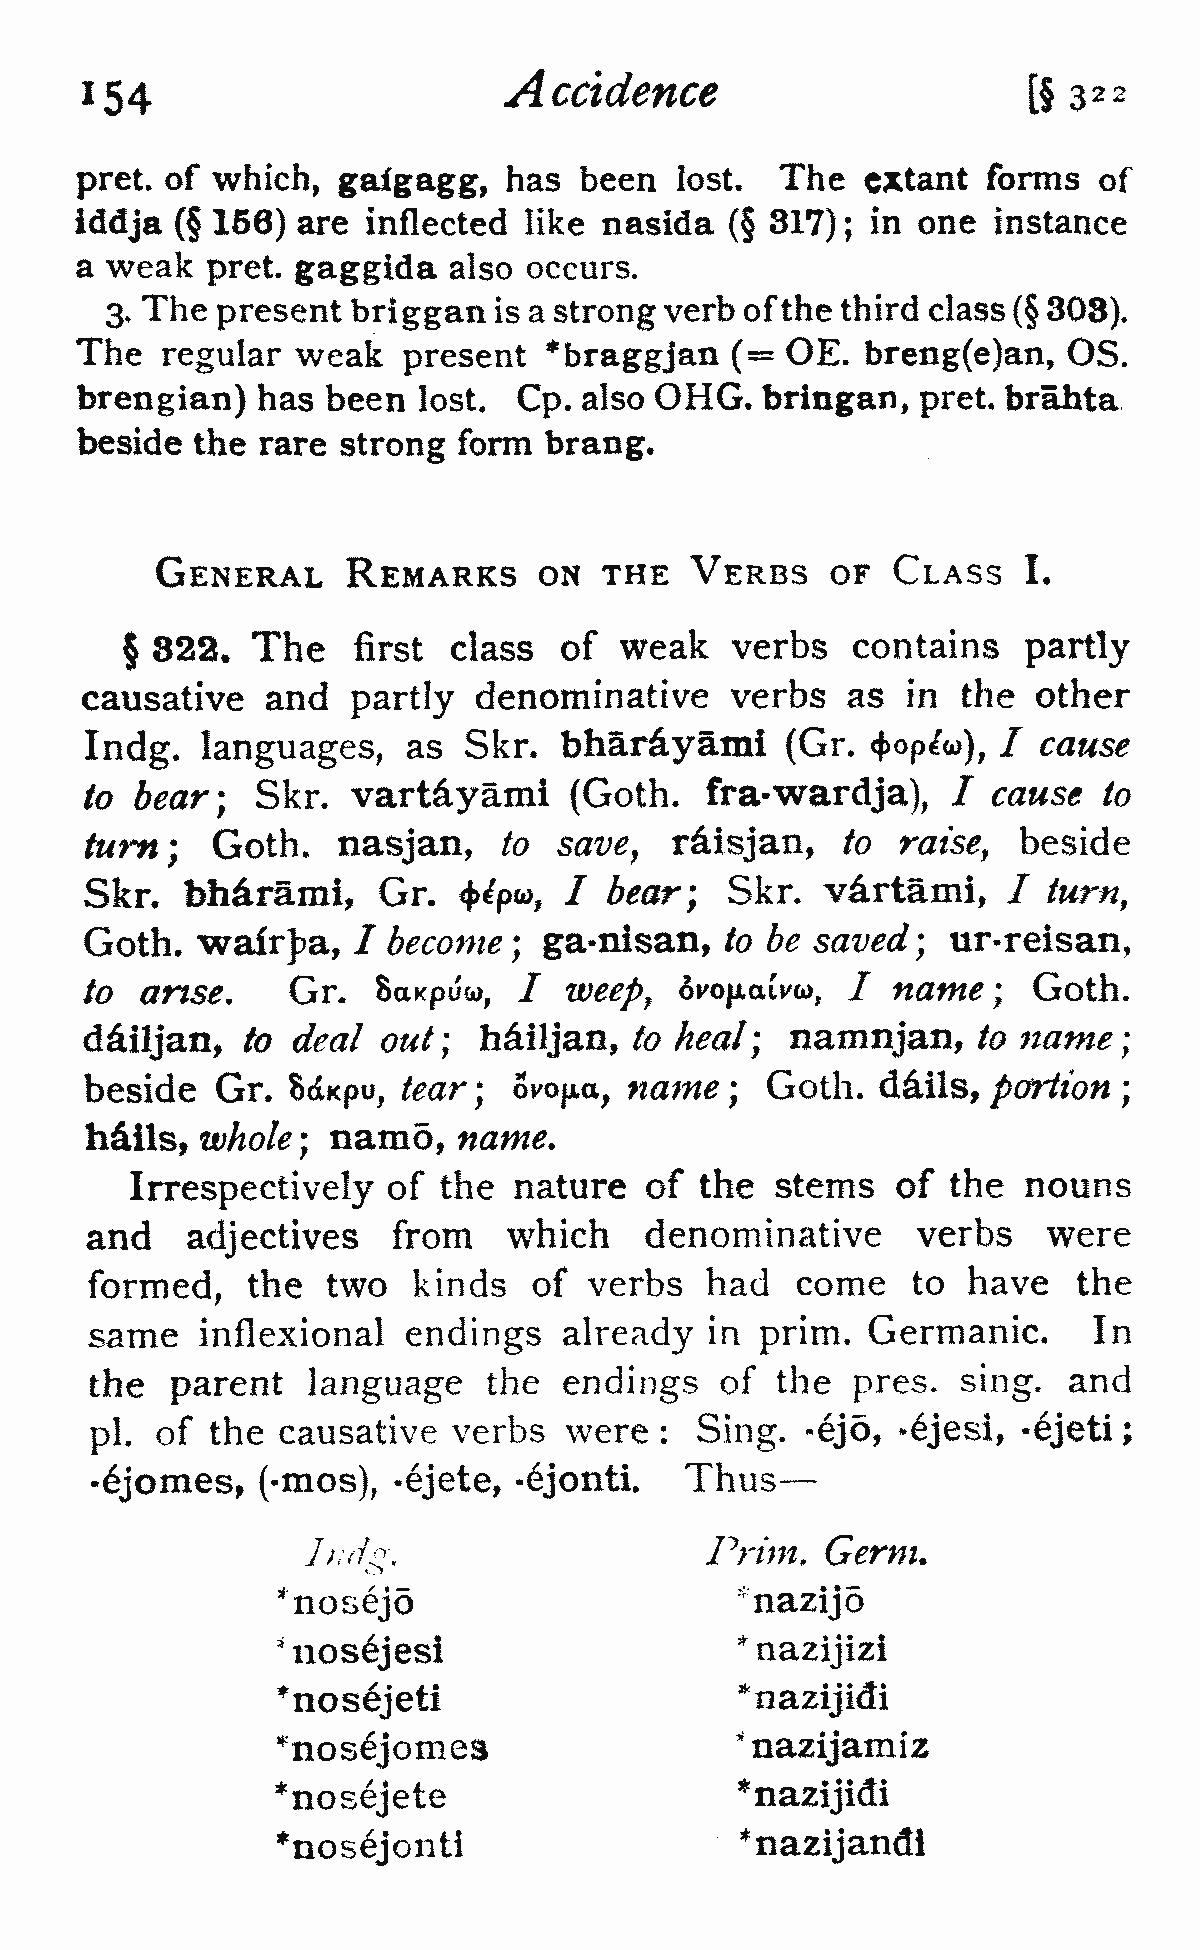 154 Accidence [§ 322
pret. of which, gaígagg, has been lost. The extant forms of
iddja (§ 156) are inflected like nasida (§ 317); in one instance
a weak pret. gaggida also occurs.
3. The present briggan is a strong verb of the third class (§ 303).
The regular weak present *braggjan (= OE. breng(e)an, OS.
brengian) has been lost. Cp. also OHG. bringan, pret. brāhta
beside the rare strong form brang.
General Remarks on the Verbs of Class I.
§ 322. The first class of weak verbs contains partly
causative and partly denominative verbs as in the other
Indg. languages, as Skr. bhāráyāmi (Gr. φορέω), I cause
to bear; Skr. vartáyāmi (Goth. fra-wardja), I cause to
turn; Goth. nasjan, to save, ráisjan, to raise, beside
Skr. bhárāmi, Gr. φέρω, I bear; Skr. vártāmi, I turn,
Goth. waírþa, I become; ga-nisan, to be saved; ur-reisan,
to arise. Gr. δακρύω, I weep, ὀνομαίνω, I name; Goth.
dáiljan, to deal out; háiljan, to heal; namnjan, to name;
beside Gr. δάκρυ, tear; ὄνομα, name; Goth. dáils, portion;
háils, whole; namō, name.
Irrespectively of the nature of the stems of the nouns
and adjectives from which denominative verbs were
formed, the two kinds of verbs had come to have the
same inflexional endings already in prim. Germanic. In
the parent language the endings of the pres. sing. and
pl. of the causative verbs were: Sing. -éjō, -éjesi, -éjeti;
-éjomes, (-mos), -éjete, -éjonti. Thus—
Indg. Prim. Germ.
*noséjō *nazijō
*noséjesi *nazijizi
*noséjeti *nazijiđi
*noséjomes *nazijamiz
*noséjete *nazijiđi
*noséjonti *nazijanđi